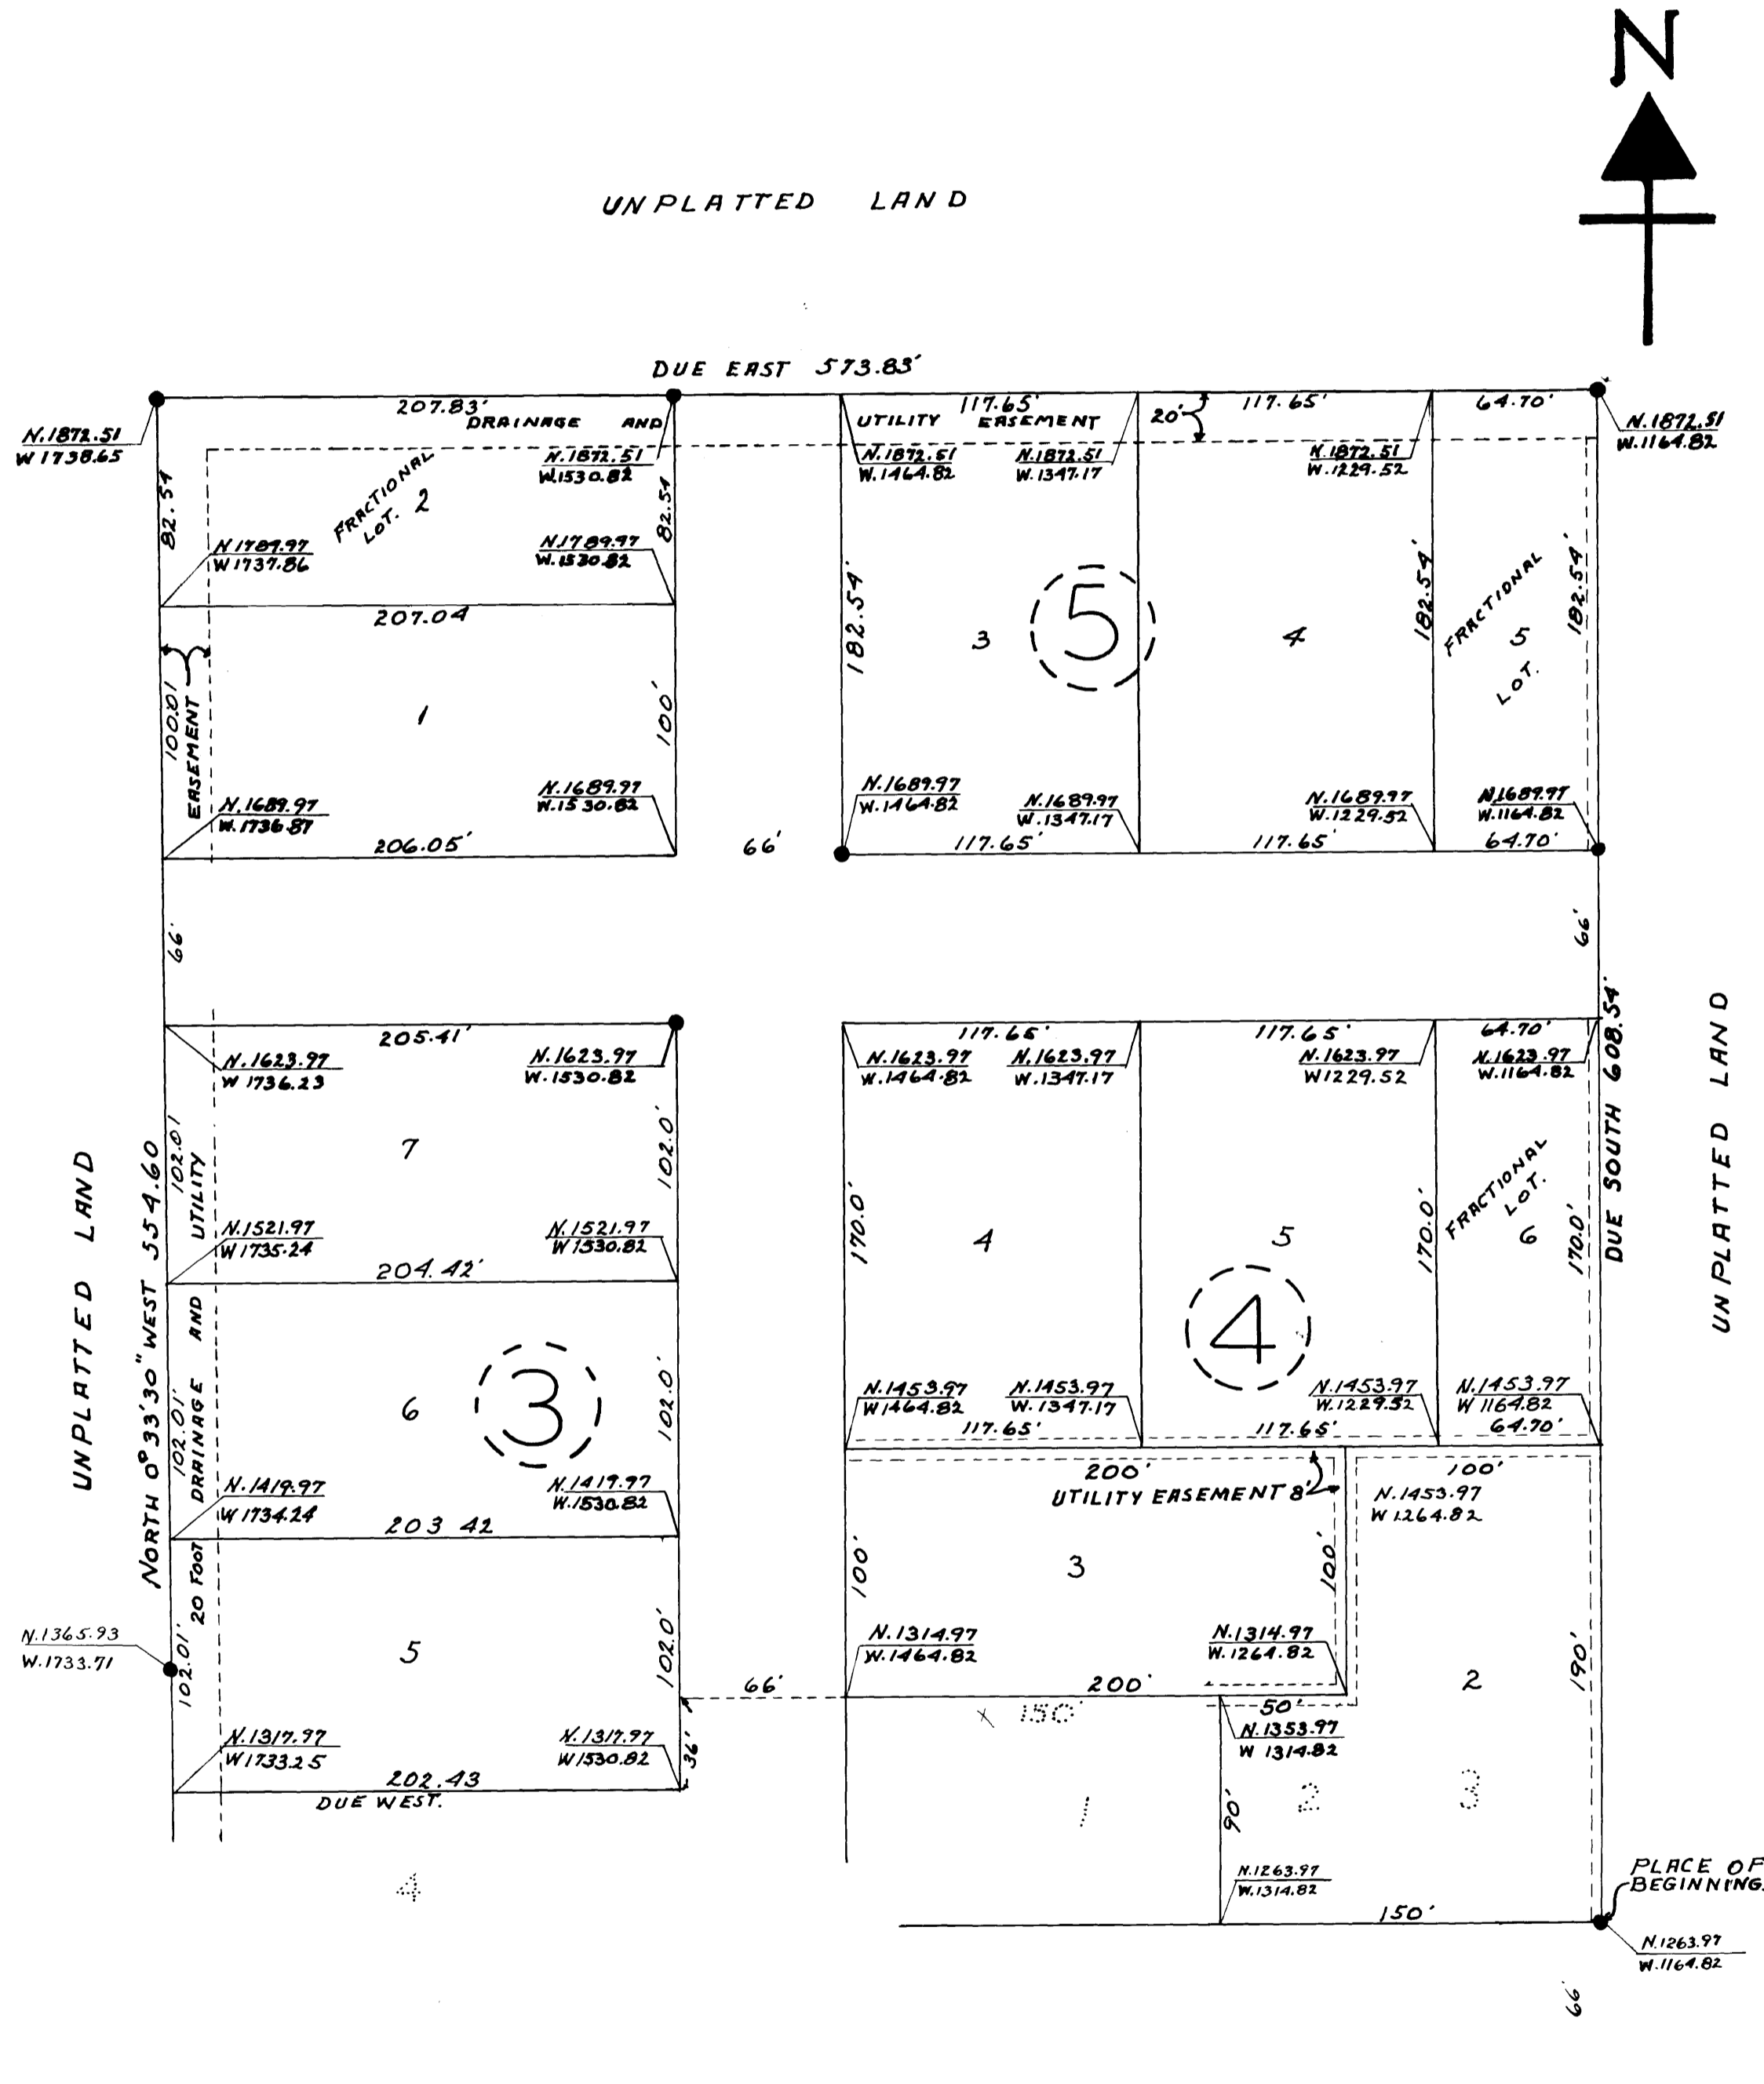 N
UNPLATTED LAND
DUE EAST 573.83'
207.83'
117.65'
117.65'
64.70'
DRAINAGE AND
UTILITY EASEMENT
20'
N.1872.51
W 1738.65
N.1872.51
W.1530.82
N.1872.51
W.1464.82
N.1872.51
W.1347.17
N.1872.51
W.1229.52
N.1872.51
W.1164.82
82.54
FRACTIONAL
LOT. 2
82.54
N 1789.97
W 1737.86
N.1789.97
W.1530.82
207.04
182.54'
3
5
4
182.54'
FRACTIONAL
5
LOT.
182.54'
100.01
EASEMENT
1
100'
N.1689.97
W.1736.87
N.1689.97
W.1530.82
N.1689.97
W.1464.82
N.1689.97
W.1347.17
N.1689.97
W.1229.52
N.1689.97
W.1164.82
206.05'
66'
117.65'
117.65'
64.70'
66'
66'
205.41'
117.65'
117.65'
64.70'
N.1623.97
W 1736.23
N.1623.97
W.1530.82
N.1623.97
W.1464.82
N.1623.97
W.1347.17
N.1623.97
W 1229.52
N.1623.97
W.1164.82
DUE SOUTH 608.54'
UNPLATTED LAND
UNPLATTED LAND
NORTH 0° 33' 30" WEST 554.60
102.01
UTILITY
7
102.0'
N.1521.97
W 1735.24
N.1521.97
W 1530.82
204.42'
170.0'
4
5
170.0'
FRACTIONAL
LOT.
6
170.0'
4
102.01'
DRAINAGE AND
6
3
102.0'
N.1453.97
W 1464.82
N.1453.97
W.1347.17
N.1453.97
W.1229.52
N.1453.97
W 1164.82
117.65'
117.65'
64.70'
N.1419.97
W 1734.24
N.1419.97
W.1530.82
203 42
200'
UTILITY EASEMENT 8'
100'
N.1453.97
W 1264.82
20 FOOT
102.01'
5
102.0'
100'
3
100'
N.1365.93
W.1733.71
N.1314.97
W.1464.82
N.1314.97
W.1264.82
2
190'
66'
200'
150'
50'
36'
N.1317.97
W 1733.25
N.1317.97
W 1530.82
N.1353.97
W 1314.82
202.43
DUE WEST.
1
90'
2
3
4
N.1263.97
W.1314.82
150'
PLACE OF
BEGINNING.
N.1263.97
W.1164.82
66'